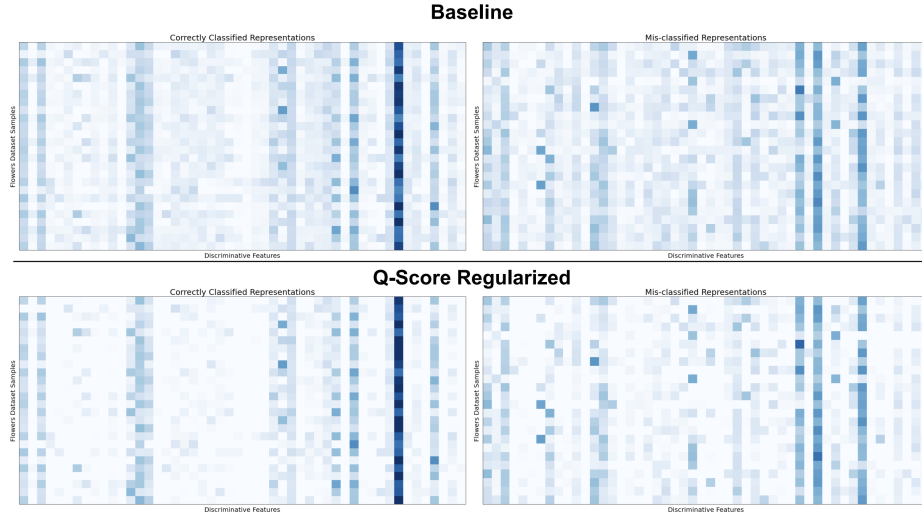 Baseline
Correctly Classified Representations
Mis-classified Representations
Flowers Dataset Samples
Flowers Dataset Samples
Discriminative Features
Discriminative Features
Q-Score Regularized
Correctly Classified Representations
Mis-classified Representations
Flowers Dataset Samples
Flowers Dataset Samples
Discriminative Features
Discriminative Features